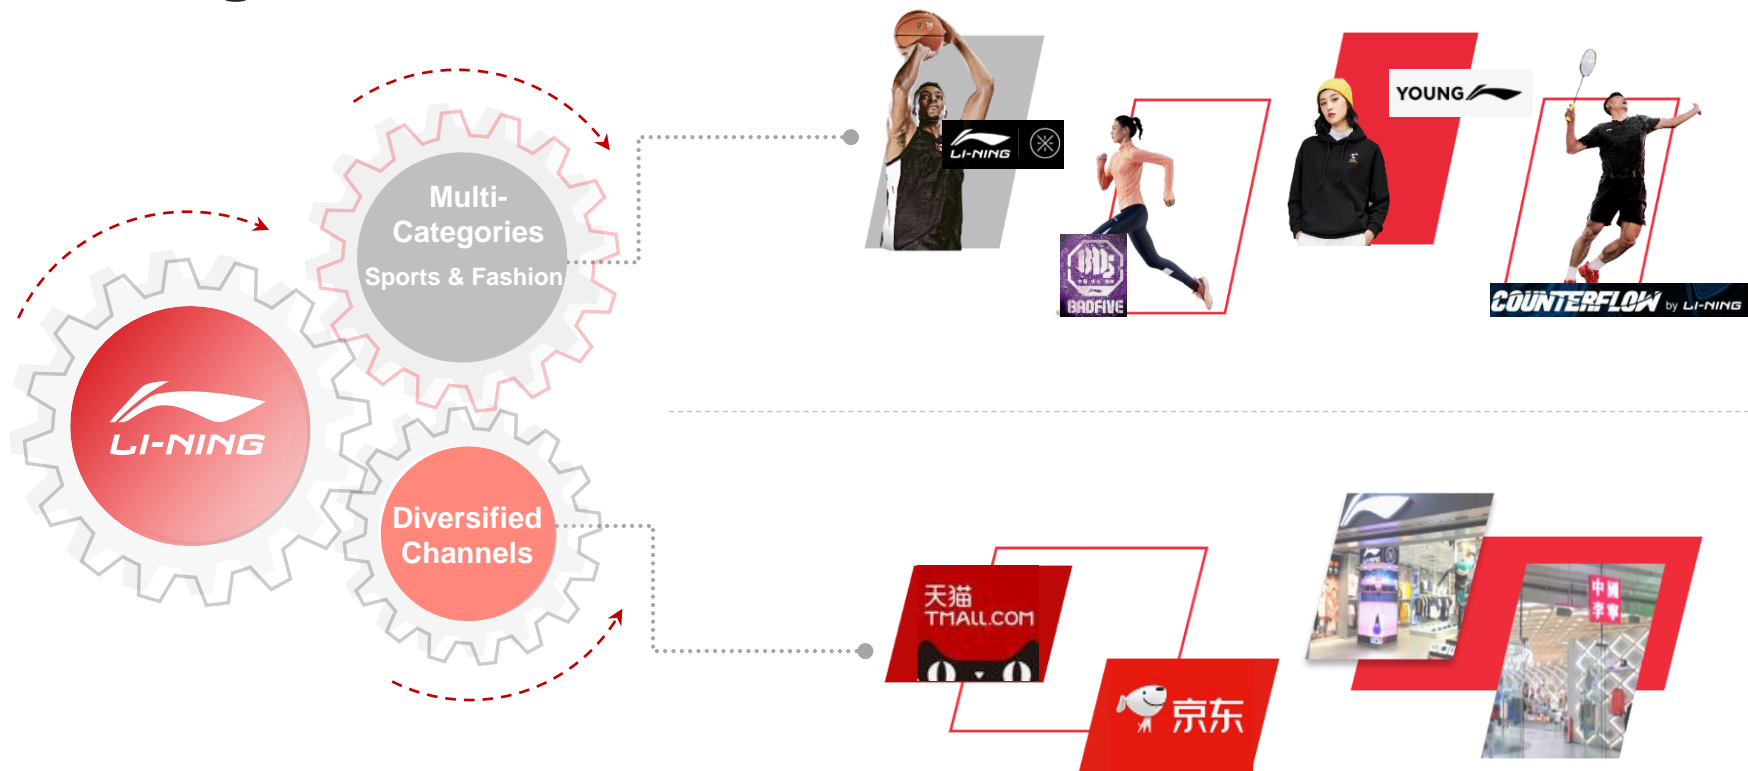 Multi-
Categories
Sports & Fashion
LI-NING
Diversified
Channels
LI-NING
BADFIVE
YOUNG
COUNTERFLOW by LI-NING
天猫
TMALL.COM
京东
中國
李寧